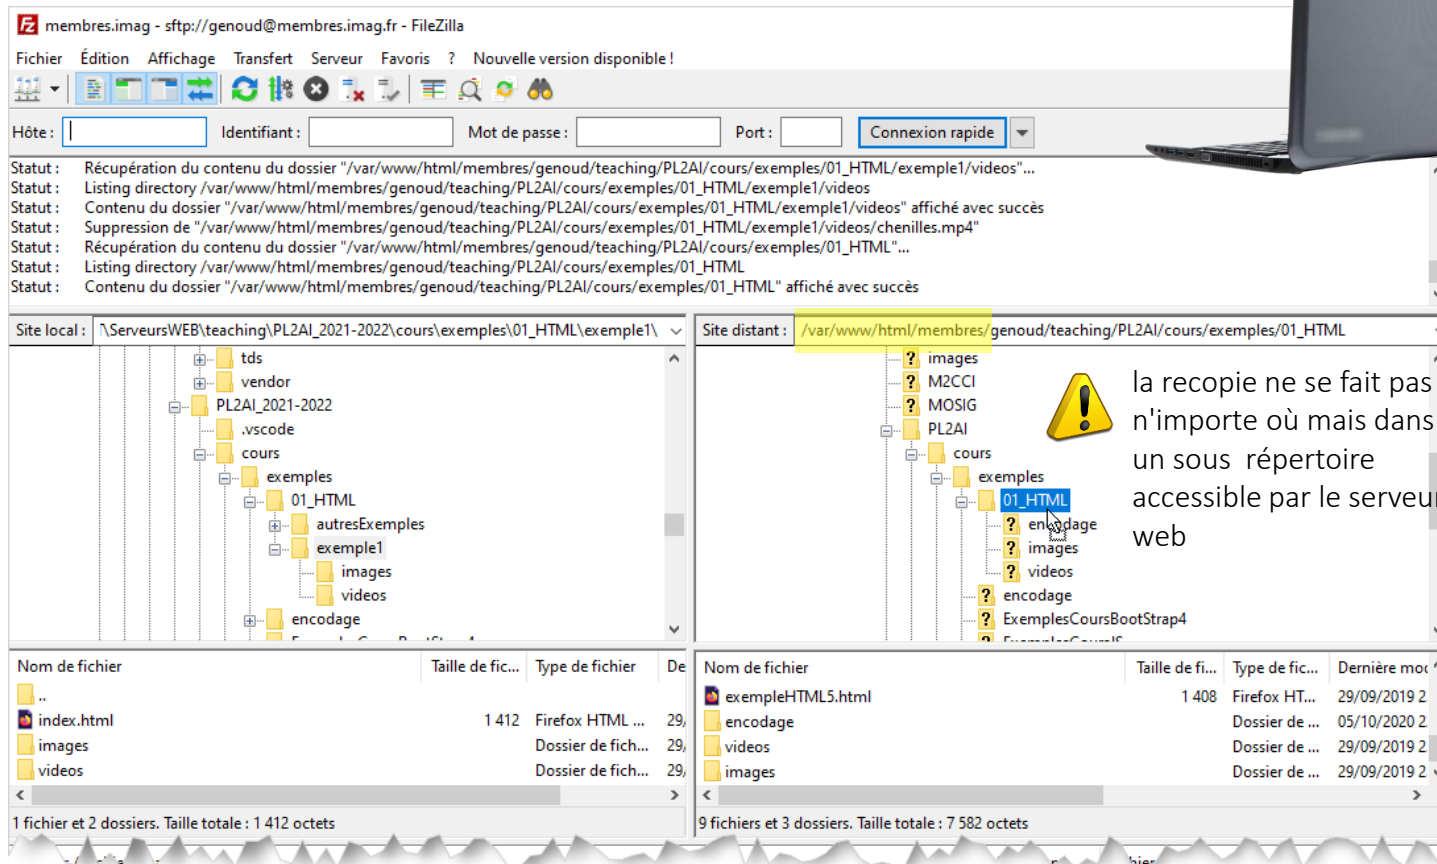 membres.imag - sftp://genoud@membres.imag.fr - FileZilla
Fichier Édition Affichage Transfert Serveur Favoris ? Nouvelle version disponible !
Hôte : Identifiant : Mot de passe : Port : Connexion rapide
Statut : Récupération du contenu du dossier "/var/www/html/membres/genoud/teaching/PL2AI/cours/exemples/01_HTML/exemple1/videos"...
Statut : Listing directory /var/www/html/membres/genoud/teaching/PL2AI/cours/exemples/01_HTML/exemple1/videos
Statut : Contenu du dossier "/var/www/html/membres/genoud/teaching/PL2AI/cours/exemples/01_HTML/exemple1/videos" affiché avec succès
Statut : Suppression de "/var/www/html/membres/genoud/teaching/PL2AI/cours/exemples/01_HTML/exemple1/videos/chenilles.mp4"
Statut : Récupération du contenu du dossier "/var/www/html/membres/genoud/teaching/PL2AI/cours/exemples/01_HTML"...
Statut : Listing directory /var/www/html/membres/genoud/teaching/PL2AI/cours/exemples/01_HTML
Statut : Contenu du dossier "/var/www/html/membres/genoud/teaching/PL2AI/cours/exemples/01_HTML" affiché avec succès
Site local : \ServeursWEB\teaching\PL2AI_2021-2022\cours\exemples\01_HTML\exemple1\
tds
vendor
PL2AI_2021-2022
.vscode
cours
exemples
01_HTML
autresExemples
exemple1
images
videos
encodage
Nom de fichier Taille de fic... Type de fichier De
..
index.html 1 412 Firefox HTML ... 29/
images Dossier de fich... 29/
videos Dossier de fich... 29/
1 fichier et 2 dossiers. Taille totale : 1 412 octets
Site distant : /var/www/html/membres/genoud/teaching/PL2AI/cours/exemples/01_HTML
images
M2CCI
MOSIG
PL2AI
cours
exemples
01_HTML
encodage
images
videos
encodage
ExemplesCoursBootStrap4
la recopie ne se fait pas
n'importe où mais dans
un sous répertoire
accessible par le serveur
web
Nom de fichier Taille de fi... Type de fic... Dernière moc
exempleHTML5.html 1 408 Firefox HT... 29/09/2019 2
encodage Dossier de ... 05/10/2020 2
videos Dossier de ... 29/09/2019 2
images Dossier de ... 29/09/2019 2
9 fichiers et 3 dossiers. Taille totale : 7 582 octets